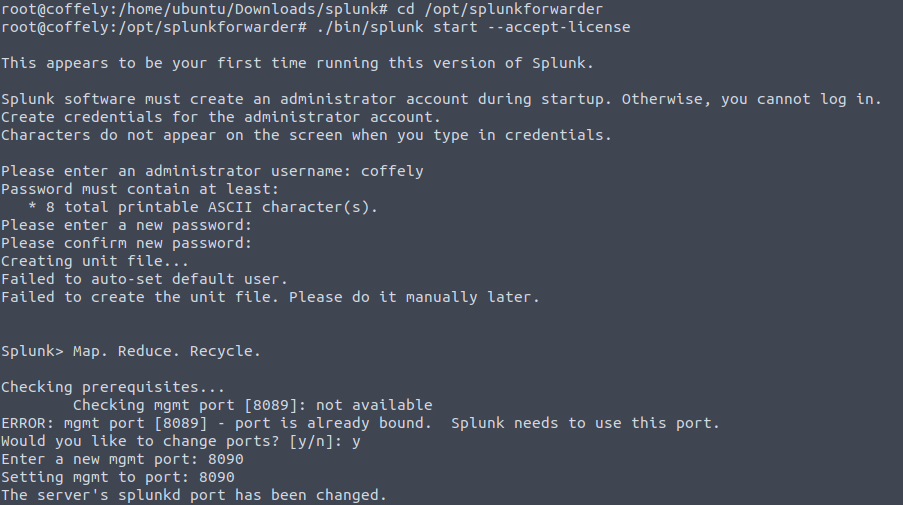 root@coffely:/home/ubuntu/Downloads/splunk# cd /opt/splunkforwarder
root@coffely:/opt/splunkforwarder# ./bin/splunk start --accept-license
This appears to be your first time running this version of Splunk.
Splunk software must create an administrator account during startup. Otherwise, you cannot log in.
Create credentials for the administrator account.
Characters do not appear on the screen when you type in credentials.
Please enter an administrator username: coffely
Password must contain at least:
   * 8 total printable ASCII character(s).
Please enter a new password:
Please confirm new password:
Creating unit file...
Failed to auto-set default user.
Failed to create the unit file. Please do it manually later.
Splunk> Map. Reduce. Recycle.
Checking prerequisites...
        Checking mgmt port [8089]: not available
ERROR: mgmt port [8089] - port is already bound.  Splunk needs to use this port.
Would you like to change ports? [y/n]: y
Enter a new mgmt port: 8090
Setting mgmt to port: 8090
The server's splunkd port has been changed.